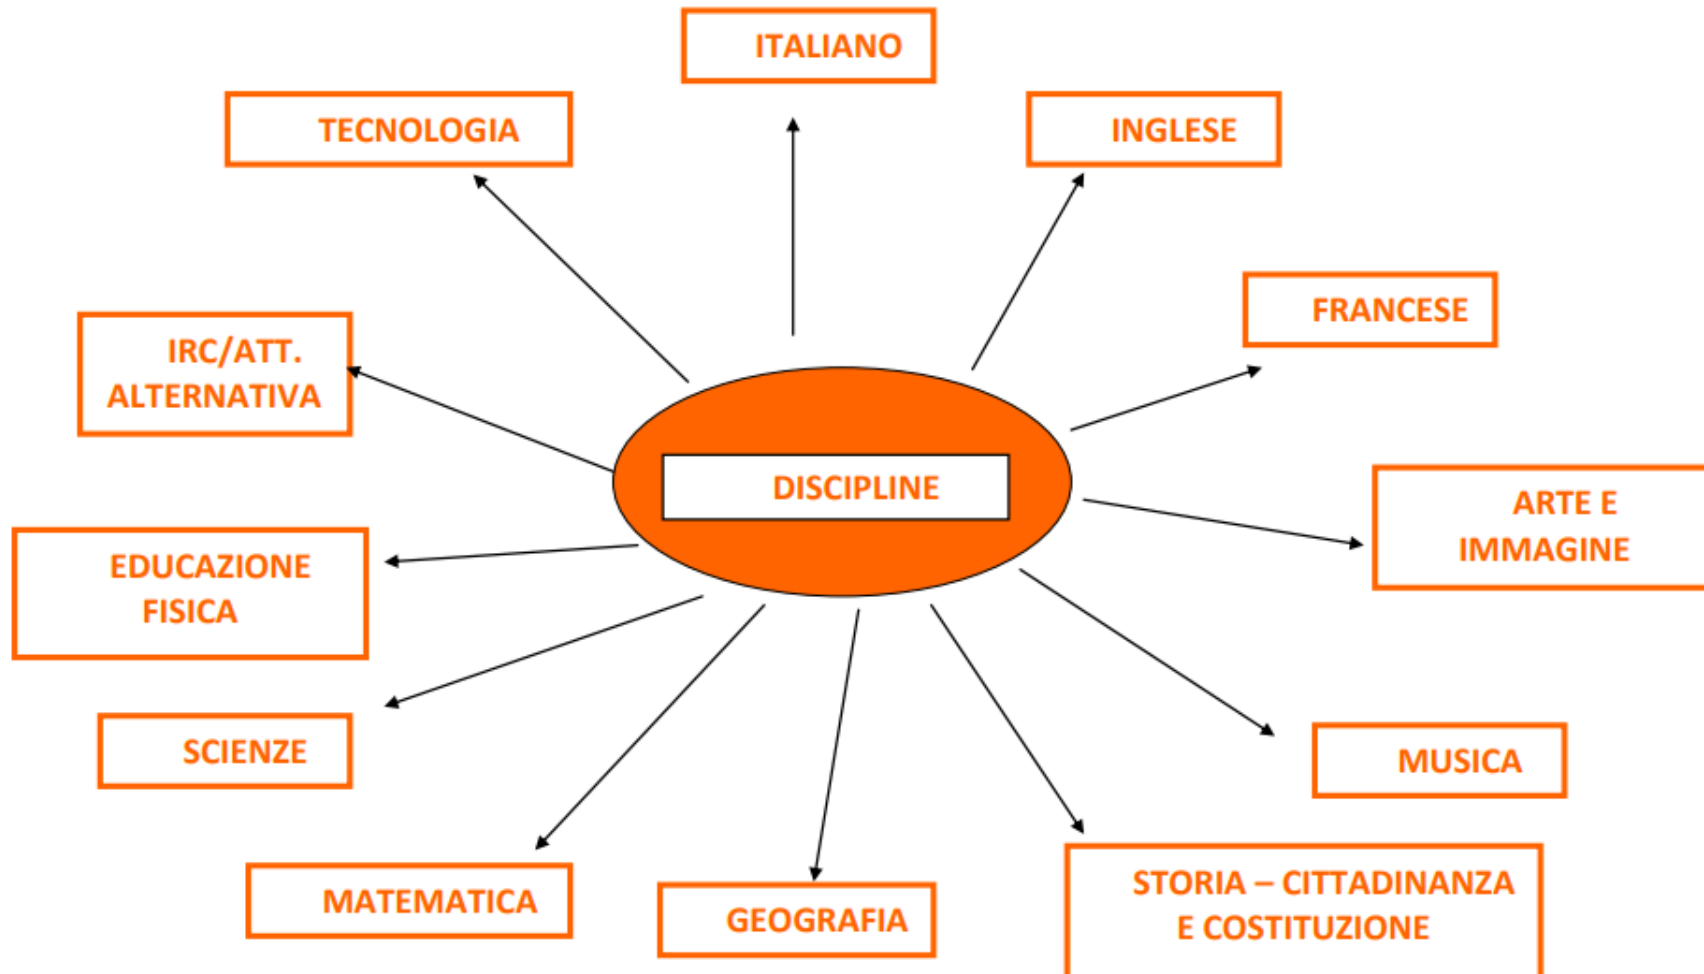 ITALIANO
TECNOLOGIA
INGLESE
FRANCESE
IRC/ATT.
ALTERNATIVA
DISCIPLINE
ARTE E
IMMAGINE
EDUCAZIONE
FISICA
SCIENZE
MUSICA
MATEMATICA
GEOGRAFIA
STORIA – CITTADINANZA
E COSTITUZIONE